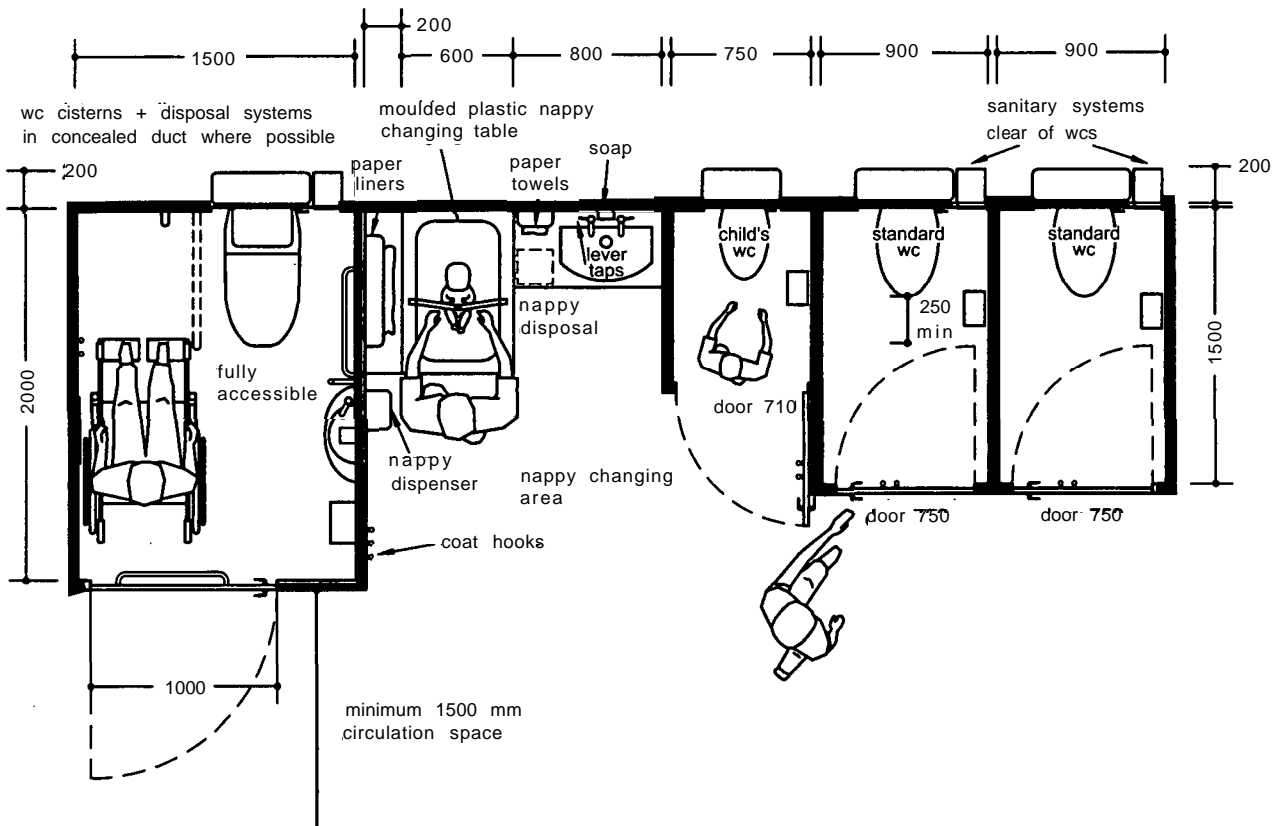 200
1500
600
800
750
900
900
wc cisterns + disposal systems
in concealed duct where possible
moulded plastic nappy
changing table
sanitary systems
clear of wcs
200
paper
liners
paper
towels
soap
200
child's
wc
standard
wc
standard
wc
lever
taps
nappy
disposal
250
min
1500
2000
fully
accessible
door 710
nappy
dispenser
nappy changing
area
door 750
door 750
coat hooks
1000
minimum 1500 mm
circulation space